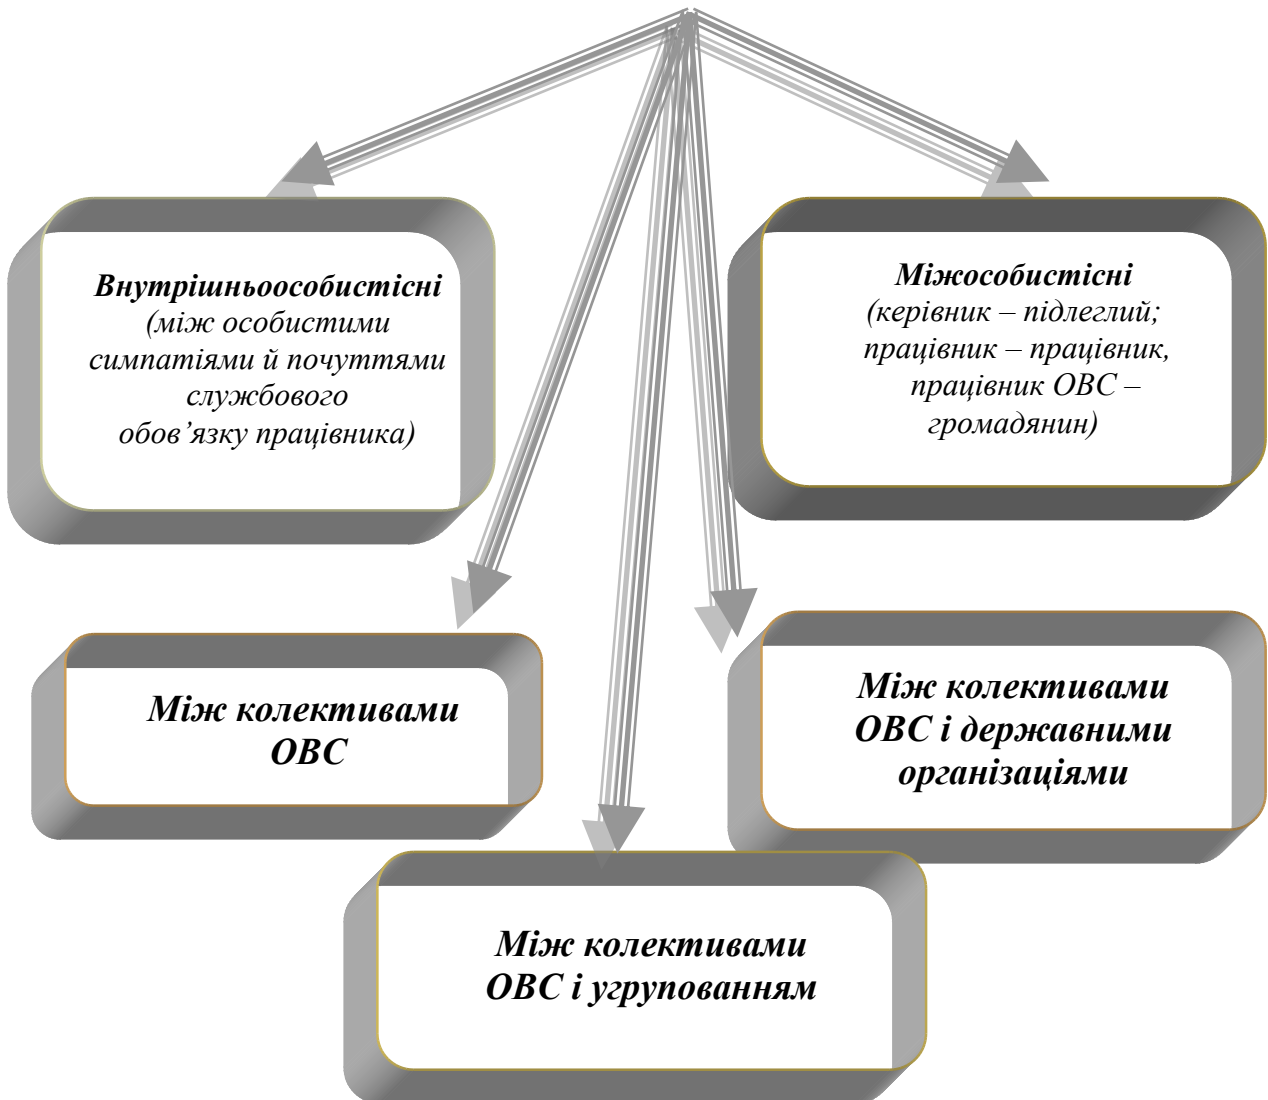 Внутрішньоособистісні
(між особистими
симпатіями й почуттями
службового
обов’язку працівника)
Міжособистісні
(керівник – підлеглий;
працівник – працівник,
працівник ОВС –
громадянин)
Між колективами
ОВС
Між колективами
ОВС і державними
організаціями
Між колективами
ОВС і угрупованням